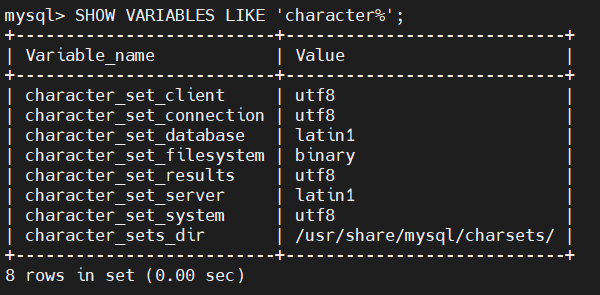 mysql> SHOW VARIABLES LIKE 'character%';
+--------------------------+----------------------------+
| Variable_name            | Value                      |
+--------------------------+----------------------------+
| character_set_client     | utf8                       |
| character_set_connection | utf8                       |
| character_set_database   | latin1                     |
| character_set_filesystem | binary                     |
| character_set_results    | utf8                       |
| character_set_server     | latin1                     |
| character_set_system     | utf8                       |
| character_sets_dir       | /usr/share/mysql/charsets/ |
+--------------------------+----------------------------+
8 rows in set (0.00 sec)